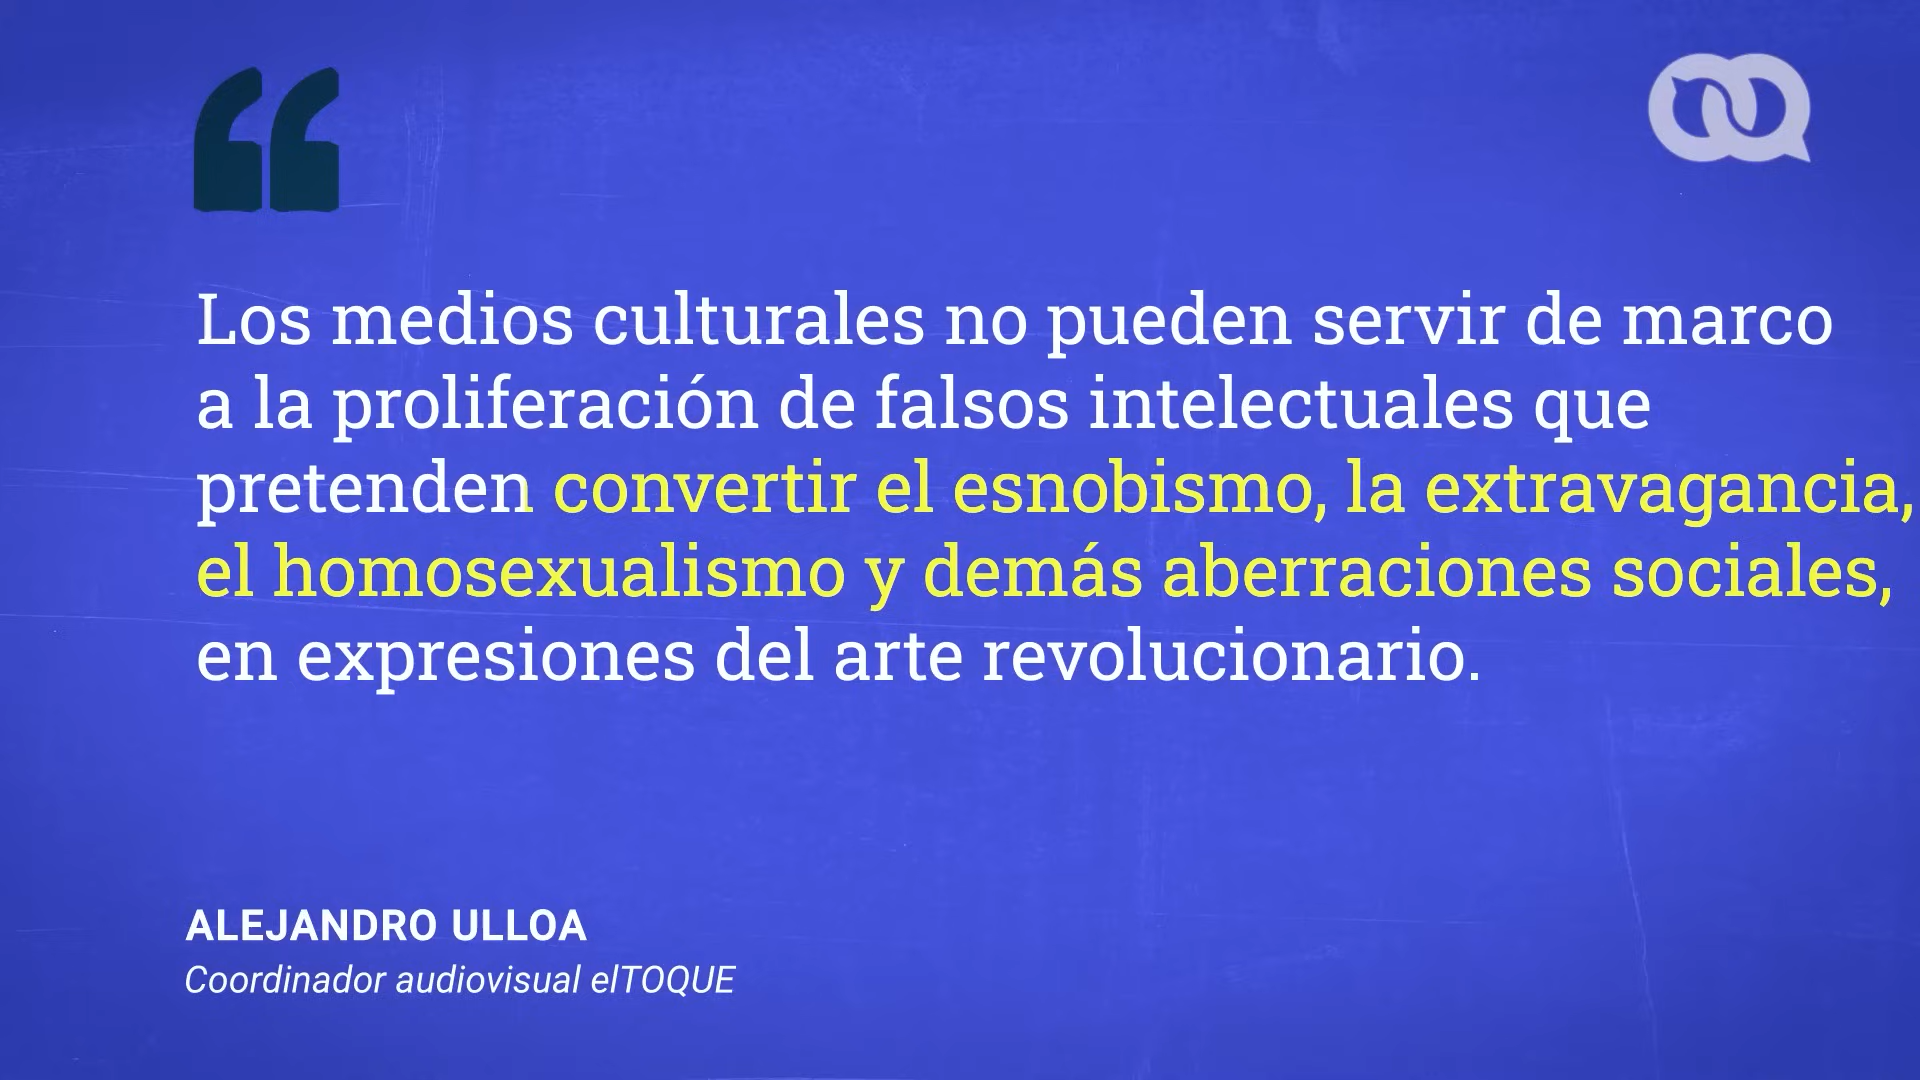 Los medios culturales no pueden servir de marco
a la proliferación de falsos intelectuales que
pretenden convertir el esnobismo, la extravagancia,
el homosexualismo y demás aberraciones sociales,
en expresiones del arte revolucionario.
ALEJANDRO ULLOA
Coordinador audiovisual elTOQUE